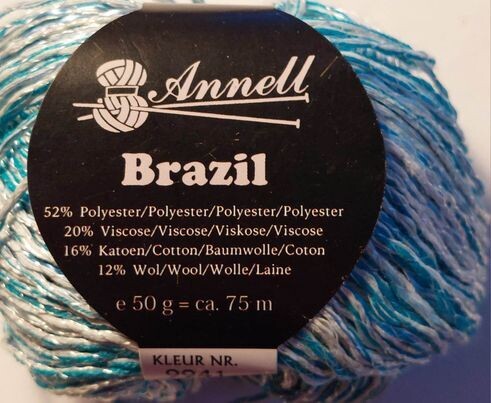 Annell
Brazil
52% Polyester/Polyester/Polyester/Polyester
20% Viscose/Viscose/Viskose/Viscose
16% Katoen/Cotton/Baumwolle/Coton
12% Wol/Wool/Wolle/Laine
e 50 g = ca. 75 m
KLEUR NR.